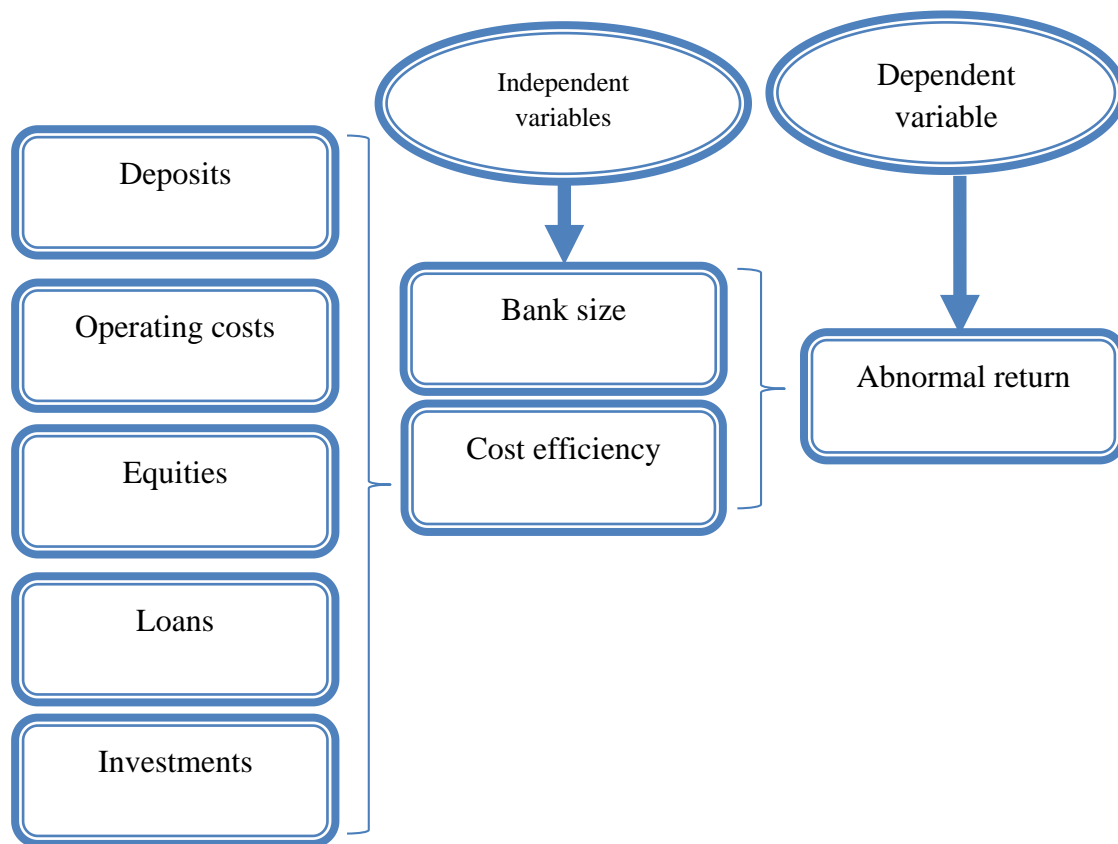 Independent
variables
Dependent
variable
Deposits
Operating costs
Equities
Loans
Investments
Bank size
Cost efficiency
Abnormal return